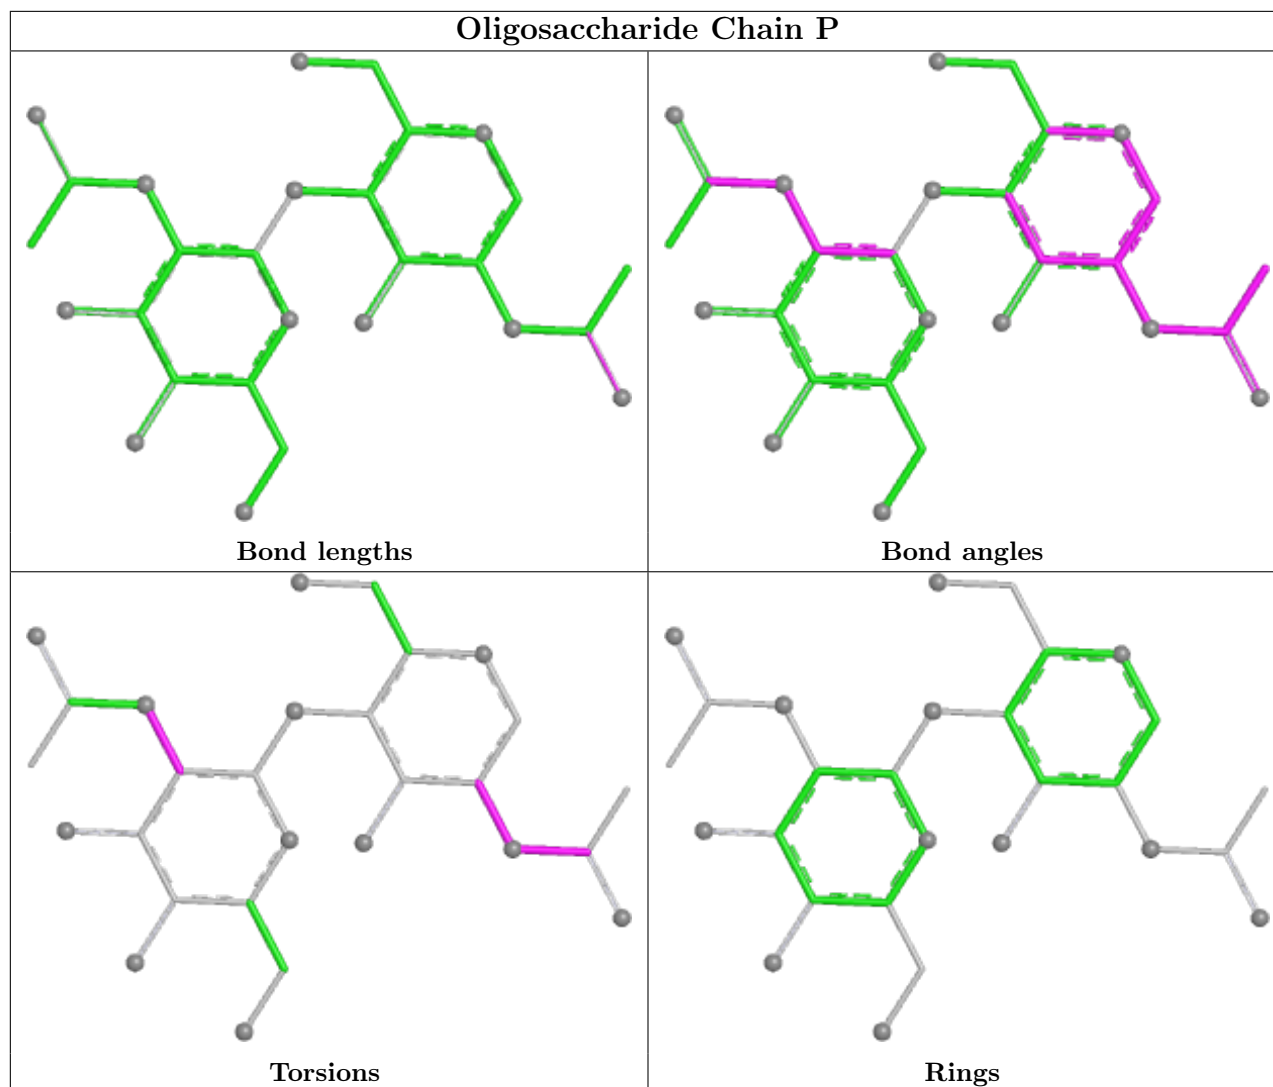 Oligosaccharide Chain P
Bond lengths
Bond angles
Torsions
Rings